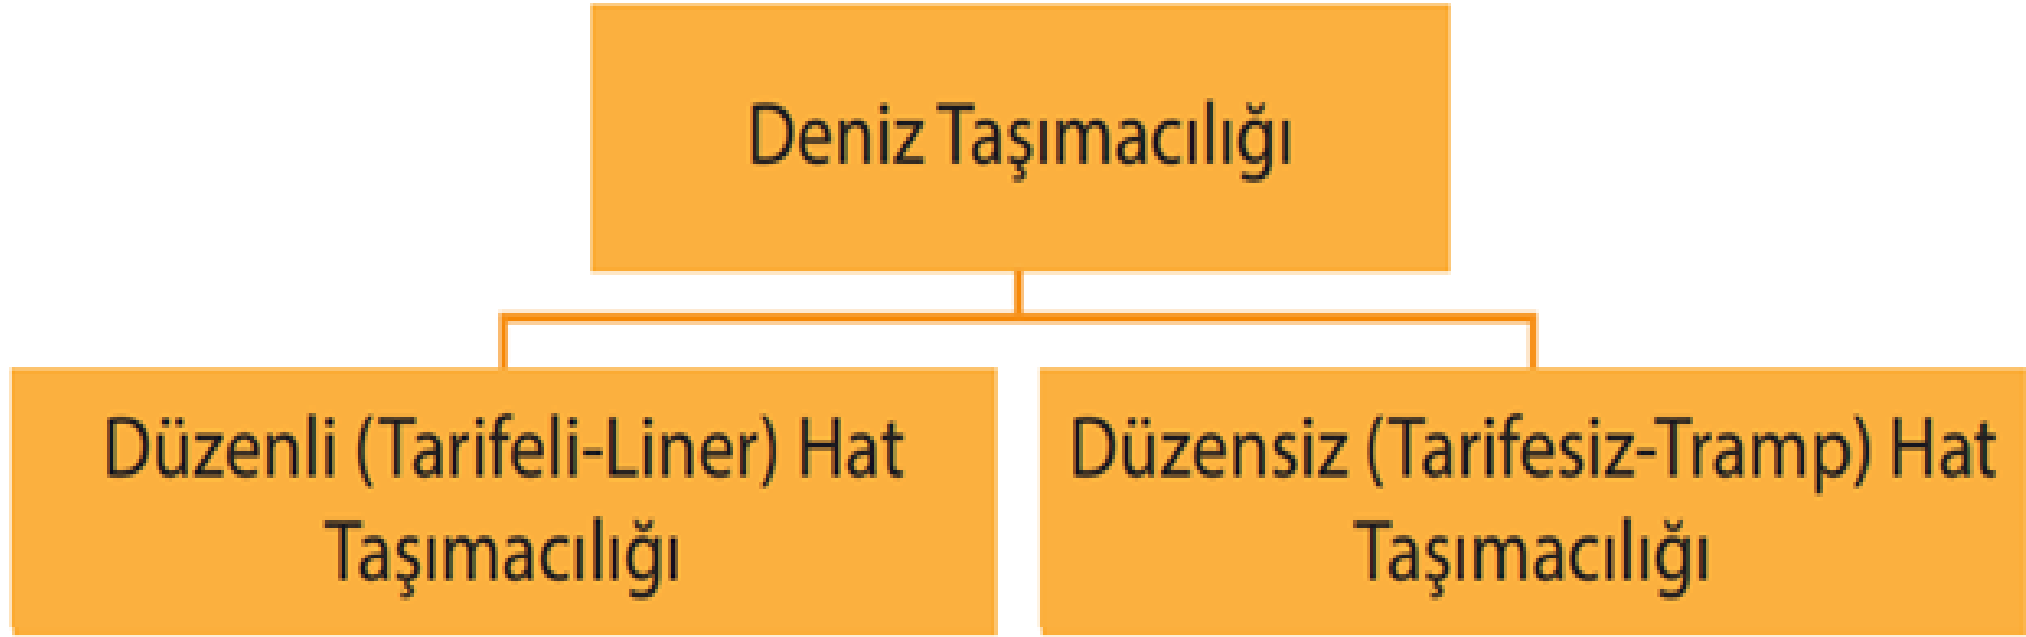 Deniz Taşımacılığı
Düzenli (Tarifeli-Liner) Hat
Taşımacılığı
Düzensiz (Tarifesiz-Tramp) Hat
Taşımacılığı